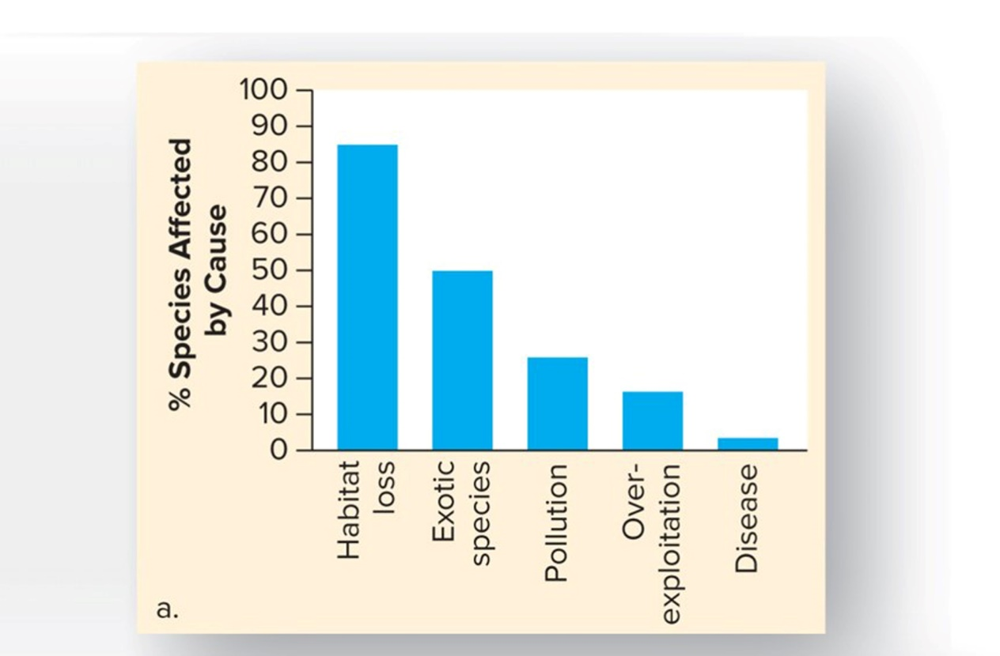 % Species Affected
by Cause
100
90
80
70
60
50
40
30
20
10
0
Habitat
loss
Exotic
species
Pollution
Over-
exploitation
Disease
a.